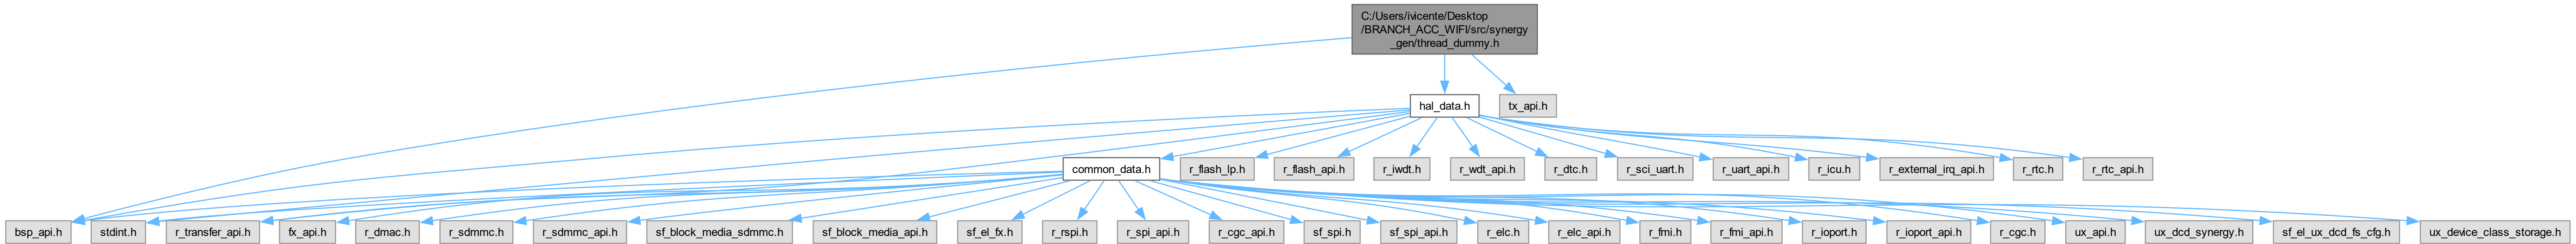 C:/Users/ivicente/Desktop
/BRANCH_ACC_WIFI/src/synergy
_gen/thread_dummy.h
hal_data.h
tx_api.h
common_data.h
r_flash_lp.h
r_flash_api.h
r_iwdt.h
r_wdt_api.h
r_dtc.h
r_sci_uart.h
r_uart_api.h
r_icu.h
r_external_irq_api.h
r_rtc.h
r_rtc_api.h
bsp_api.h
stdint.h
r_transfer_api.h
fx_api.h
r_dmac.h
r_sdmmc.h
r_sdmmc_api.h
sf_block_media_sdmmc.h
sf_block_media_api.h
sf_el_fx.h
r_rspi.h
r_spi_api.h
r_cgc_api.h
sf_spi.h
sf_spi_api.h
r_elc.h
r_elc_api.h
r_fmi.h
r_fmi_api.h
r_ioport.h
r_ioport_api.h
r_cgc.h
ux_api.h
ux_dcd_synergy.h
sf_el_ux_dcd_fs_cfg.h
ux_device_class_storage.h